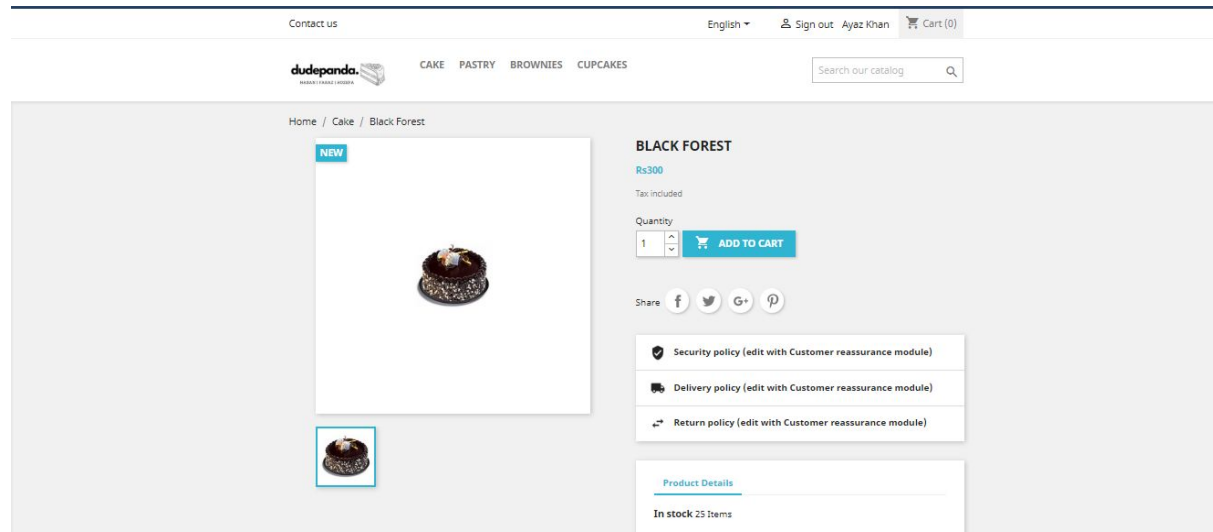 Contact us
English
Sign out Ayaz Khan
Cart (0)
dudepanda.
CAKE PASTRY BROWNIES CUPCAKES
Search our catalog
Home / Cake / Black Forest
NEW
BLACK FOREST
Rs300
Tax included
Quantity
1
ADD TO CART
Share
Security policy (edit with Customer reassurance module)
Delivery policy (edit with Customer reassurance module)
Return policy (edit with Customer reassurance module)
Product Details
In stock 25 Items